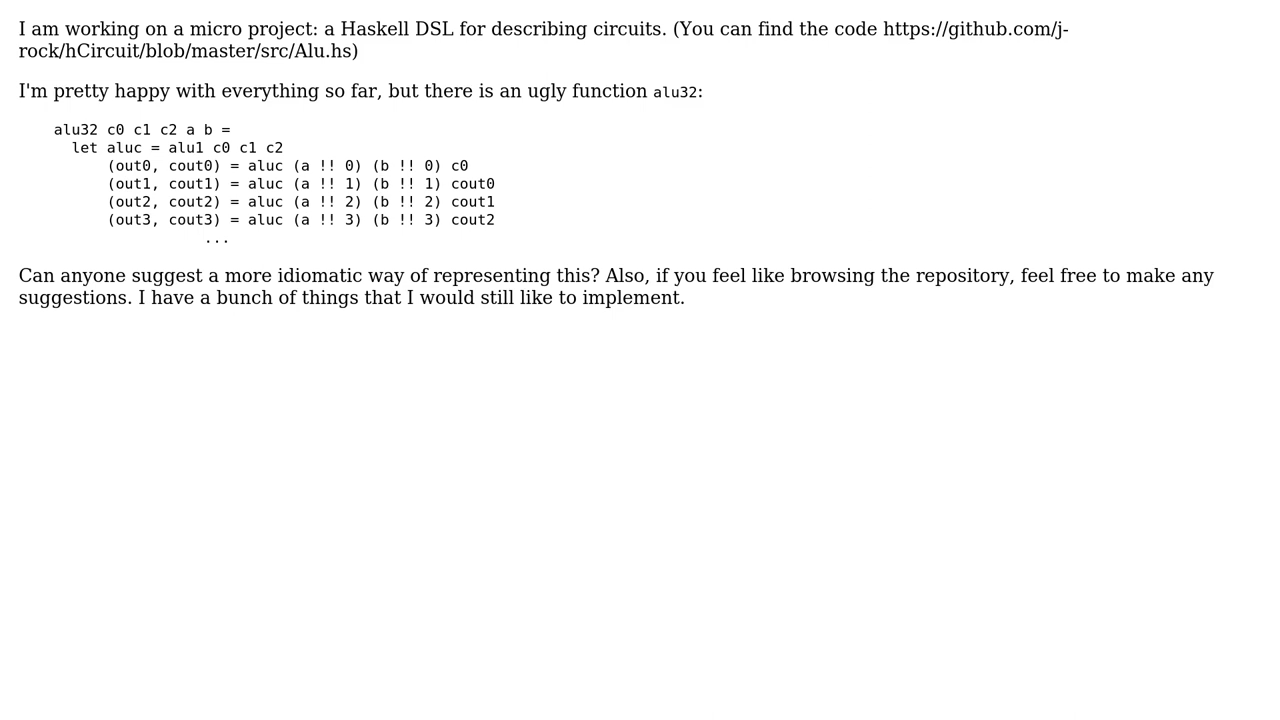 I am working on a micro project: a Haskell DSL for describing circuits. (You can find the code https://github.com/j-
rock/hCircuit/blob/master/src/Alu.hs)
I'm pretty happy with everything so far, but there is an ugly function alu32:
alu32 c0 c1 c2 a b =
  let aluc = alu1 c0 c1 c2
      (out0, cout0) = aluc (a !! 0) (b !! 0) c0
      (out1, cout1) = aluc (a !! 1) (b !! 1) cout0
      (out2, cout2) = aluc (a !! 2) (b !! 2) cout1
      (out3, cout3) = aluc (a !! 3) (b !! 3) cout2
                 ...
Can anyone suggest a more idiomatic way of representing this? Also, if you feel like browsing the repository, feel free to make any
suggestions. I have a bunch of things that I would still like to implement.